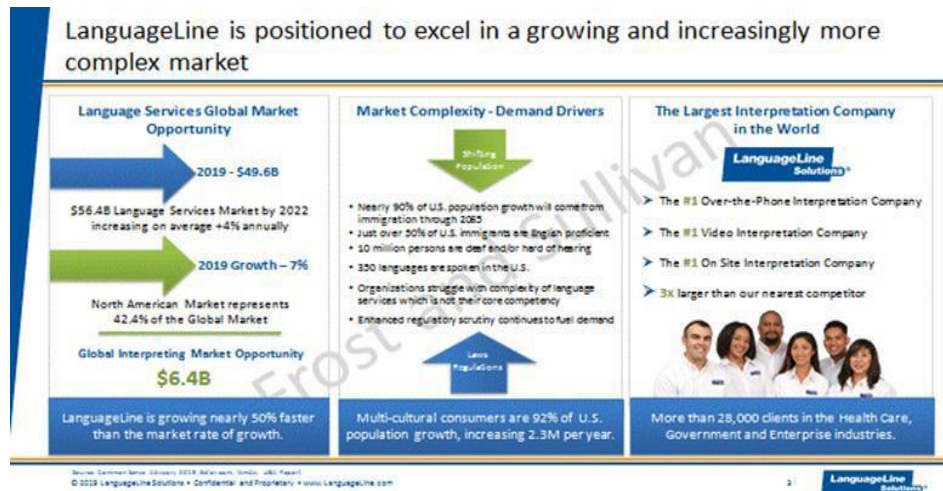 LanguageLine is positioned to excel in a growing and increasingly more
complex market
Language Services Global Market
Opportunity
2019 - $49.6B
$56.4B Language Services Market by 2022
increasing on average +4% annually
2019 Growth – 7%
North American Market represents
42.4% of the Global Market
Global Interpreting Market Opportunity
$6.4B
LanguageLine is growing nearly 50% faster
than the market rate of growth.
Market Complexity - Demand Drivers
Shifting
Population
• Nearly 90% of U.S. population growth will come from
immigration through 2065
• Just over 50% of U.S. immigrants are English proficient
• 10 million persons are deaf and/or hard of hearing
• 350 languages are spoken in the U.S.
• Organizations struggle with complexity of language
services which is not their core competency
• Enhanced regulatory scrutiny continues to fuel demand
Laws
Regulations
Multi-cultural consumers are 92% of U.S.
population growth, increasing 2.3M per year.
The Largest Interpretation Company
in the World
LanguageLine
Solutions®
➤ The #1 Over-the-Phone Interpretation Company
➤ The #1 Video Interpretation Company
➤ The #1 On Site Interpretation Company
➤ 3x larger than our nearest competitor
More than 28,000 clients in the Health Care,
Government and Enterprise industries.
Frost and Sullivan
Source: Common Sense Advisory 2019,
© 2019 LanguageLine Solutions • Confidential and Proprietary • www.LanguageLine.com
3
LanguageLine
Solutions®